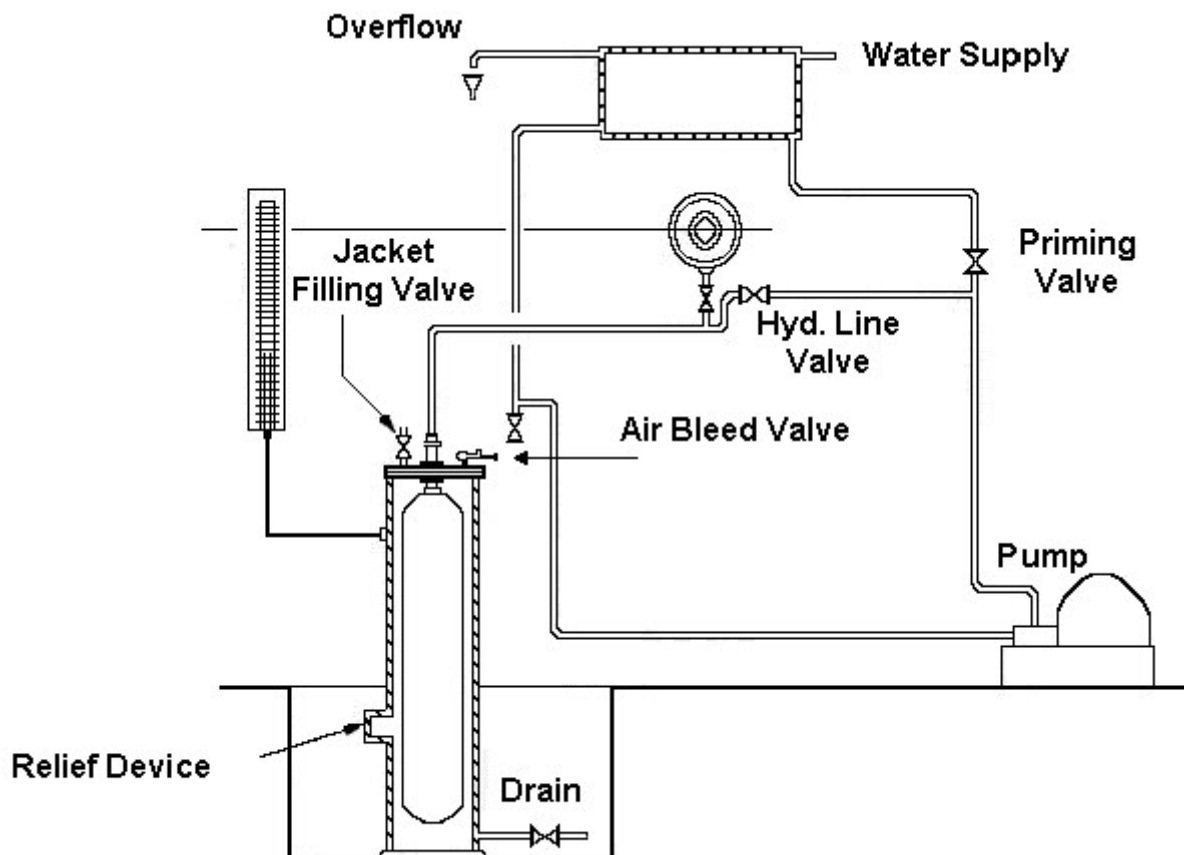 Overflow
Water Supply
Jacket
Filling Valve
Priming
Valve
Hyd. Line
Valve
Air Bleed Valve
Pump
Relief Device
Drain